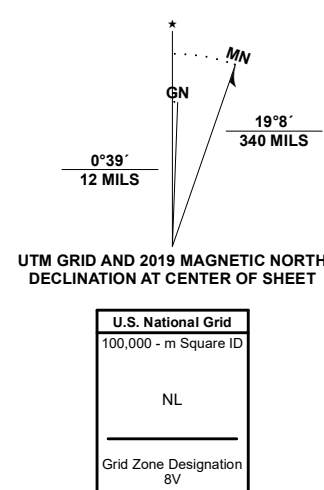 MN
GN
0°39´
12 MILS
19°8´
340 MILS
UTM GRID AND 2019 MAGNETIC NORTH
DECLINATION AT CENTER OF SHEET
U.S. National Grid
100,000 - m Square ID
NL
Grid Zone Designation
8V